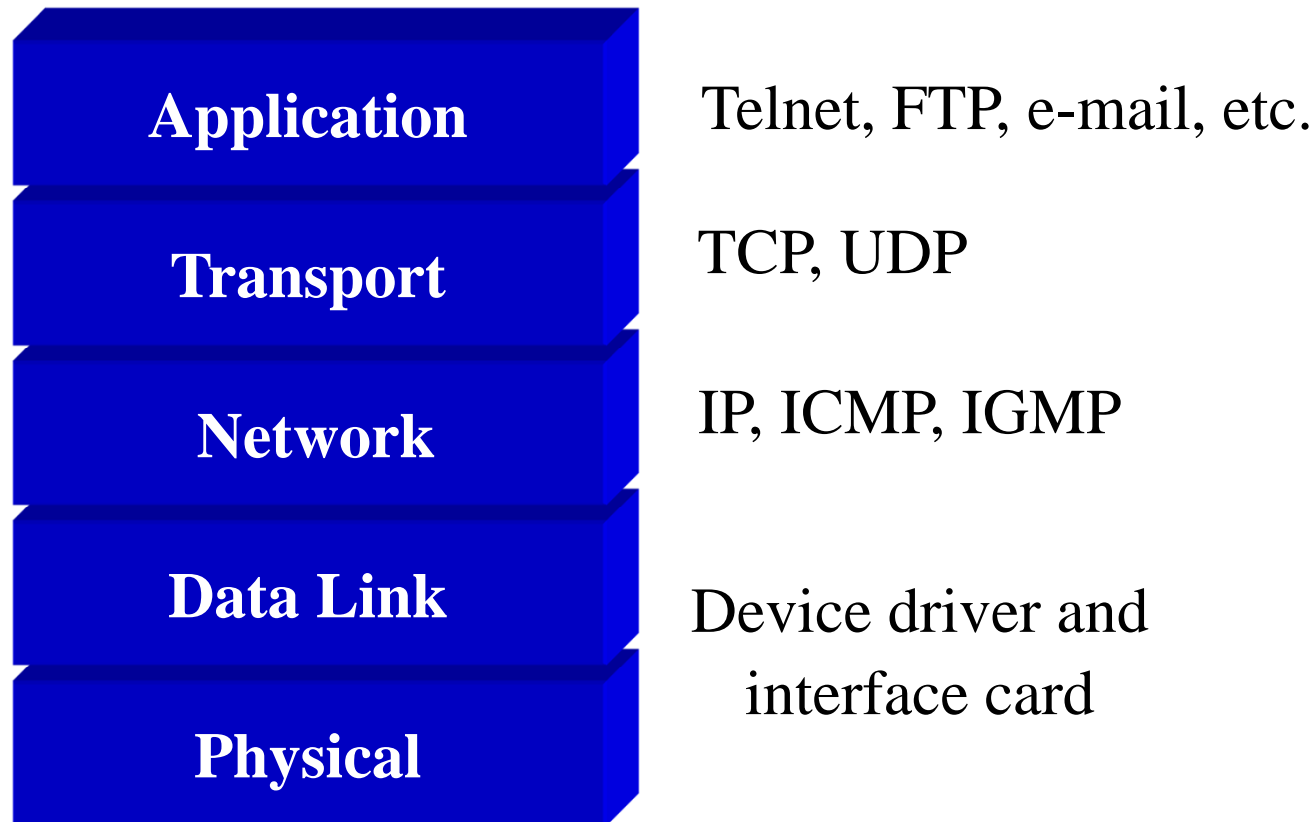 Application
Telnet, FTP, e-mail, etc.
Transport
TCP, UDP
Network
IP, ICMP, IGMP
Data Link
Device driver and
interface card
Physical